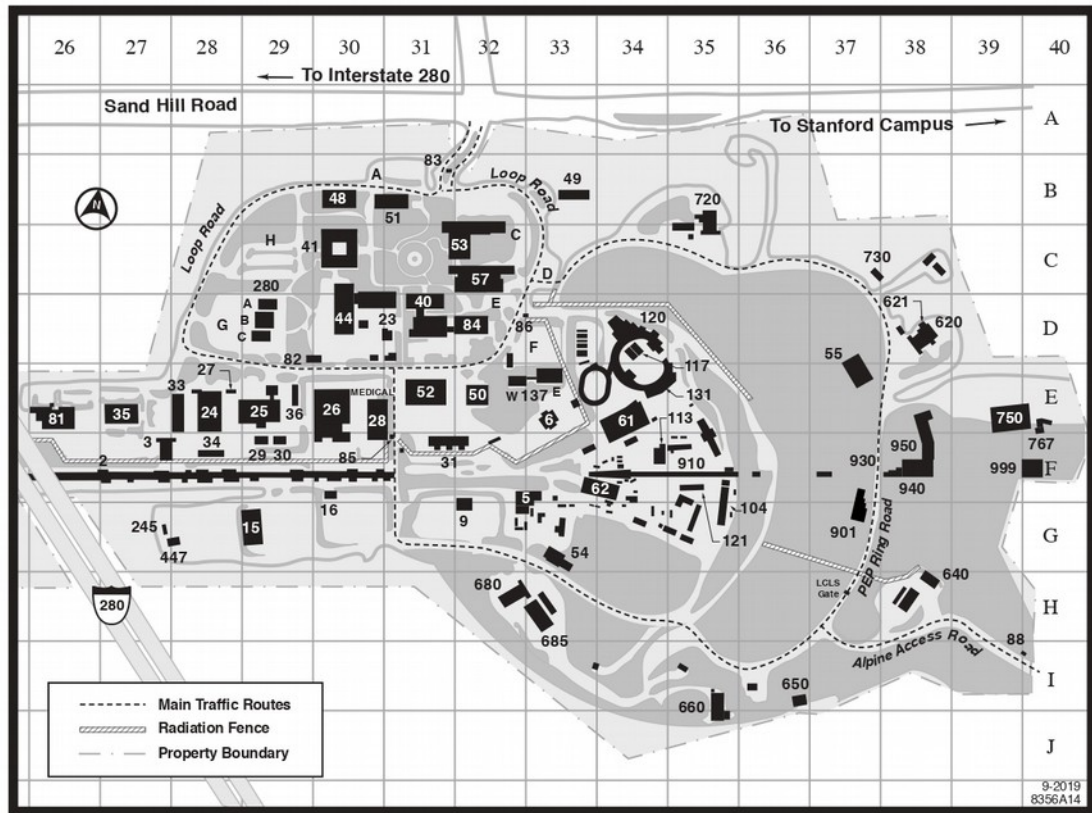 26 27 28 29 30 31 32 33 34 35 36 37 38 39 40
To Interstate 280
Sand Hill Road
To Stanford Campus
A
83
A
Loop Road
49
B
48
51
720
N
Loop Road
H
41
53
C
730
C
280
57
D
A
40
E
621
620
G
B
44
23
84
86
120
D
C
F
55
82
117
27
33
MEDICAL
W 137
E
131
E
81
35
24
25
36
26
28
52
50
6
61
113
750
767
3
34
29 30
85
31
910
930
950
999
F
2
62
940
16
9
5
104
245
15
901
G
447
54
121
PEP Ring Road
680
LCLS
Gate
640
280
H
685
88
Alpine Access Road
I
650
660
Main Traffic Routes
Radiation Fence
Property Boundary
J
9-2019
8356A14